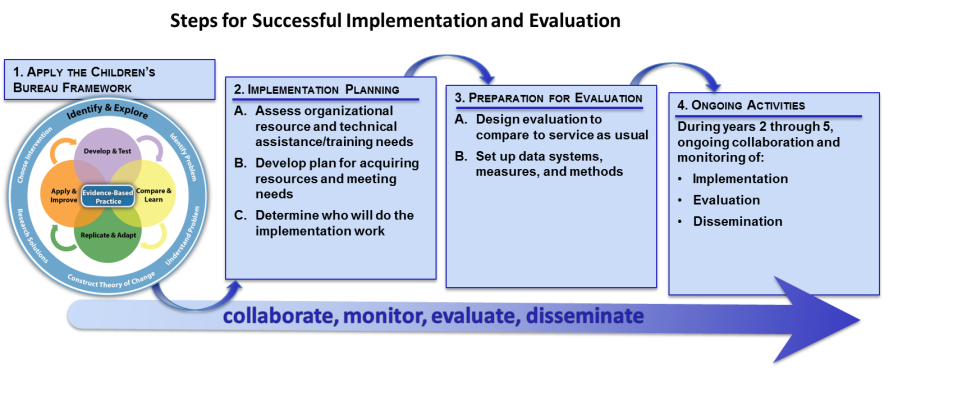 Steps for Successful Implementation and Evaluation
1. APPLY THE CHILDREN'S
BUREAU FRAMEWORK
Identify & Explore
Identify Problem
Understand Problem
Construct Theory of Change
Research Solutions
Choose Intervention
Develop & Test
Compare &
Learn
Replicate & Adapt
Apply &
Improve
Evidence-Based
Practice
2. IMPLEMENTATION PLANNING
A. Assess organizational
resource and technical
assistance/training needs
B. Develop plan for acquiring
resources and meeting
needs
C. Determine who will do the
implementation work
3. PREPARATION FOR EVALUATION
A. Design evaluation to
compare to service as usual
B. Set up data systems,
measures, and methods
4. ONGOING ACTIVITIES
During years 2 through 5,
ongoing collaboration and
monitoring of:
• Implementation
• Evaluation
• Dissemination
collaborate, monitor, evaluate, disseminate